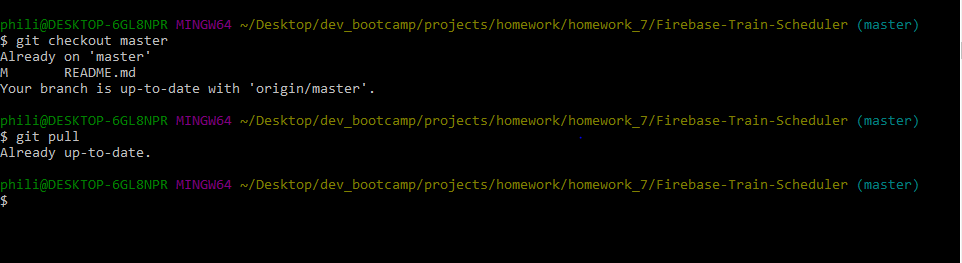 phili@DESKTOP-6GL8NPR MINGW64 ~/Desktop/dev_bootcamp/projects/homework/homework_7/Firebase-Train-Scheduler (master)
$ git checkout master
Already on 'master'
M       README.md
Your branch is up-to-date with 'origin/master'.
phili@DESKTOP-6GL8NPR MINGW64 ~/Desktop/dev_bootcamp/projects/homework/homework_7/Firebase-Train-Scheduler (master)
$ git pull
Already up-to-date.
phili@DESKTOP-6GL8NPR MINGW64 ~/Desktop/dev_bootcamp/projects/homework/homework_7/Firebase-Train-Scheduler (master)
$